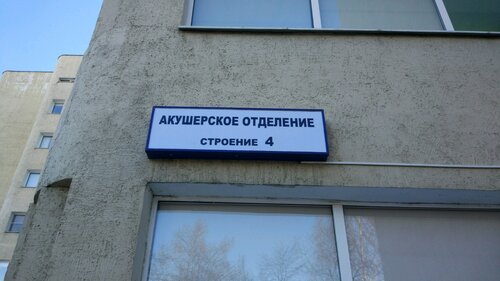 АКУШЕРСКОЕ ОТДЕЛЕНИЕ
СТРОЕНИЕ 4